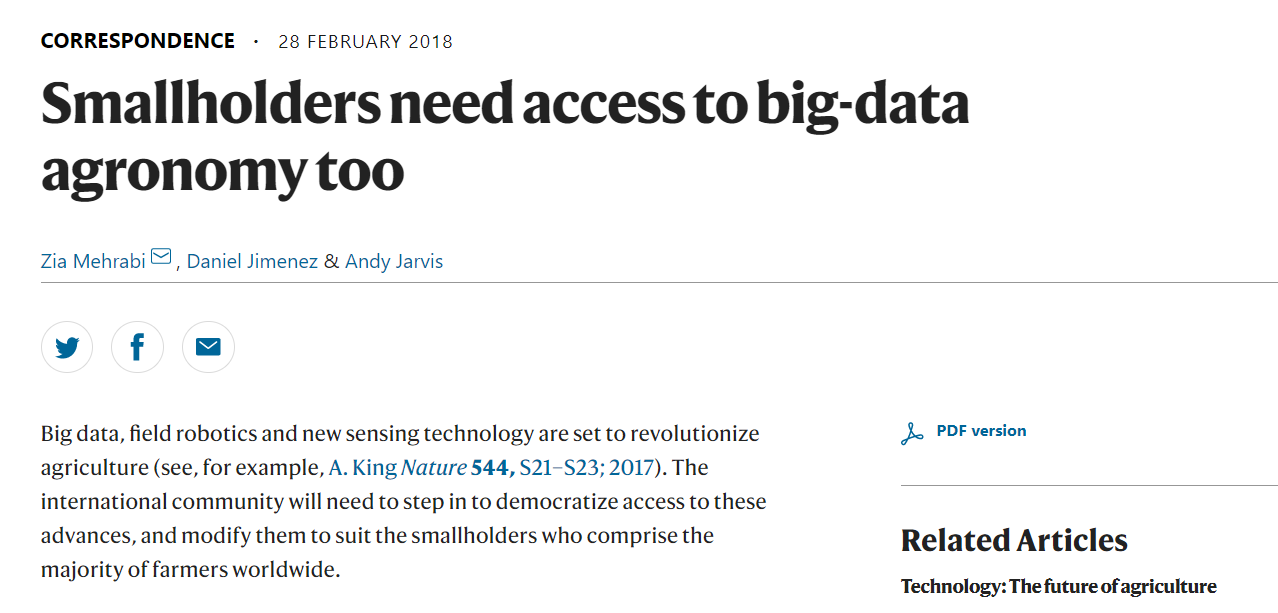 CORRESPONDENCE · 28 FEBRUARY 2018
Smallholders need access to big-data
agronomy too
Zia Mehrabi , Daniel Jimenez & Andy Jarvis
Big data, field robotics and new sensing technology are set to revolutionize
agriculture (see, for example, A. King Nature 544, S21–S23; 2017). The
international community will need to step in to democratize access to these
advances, and modify them to suit the smallholders who comprise the
majority of farmers worldwide.
PDF version
Related Articles
Technology: The future of agriculture